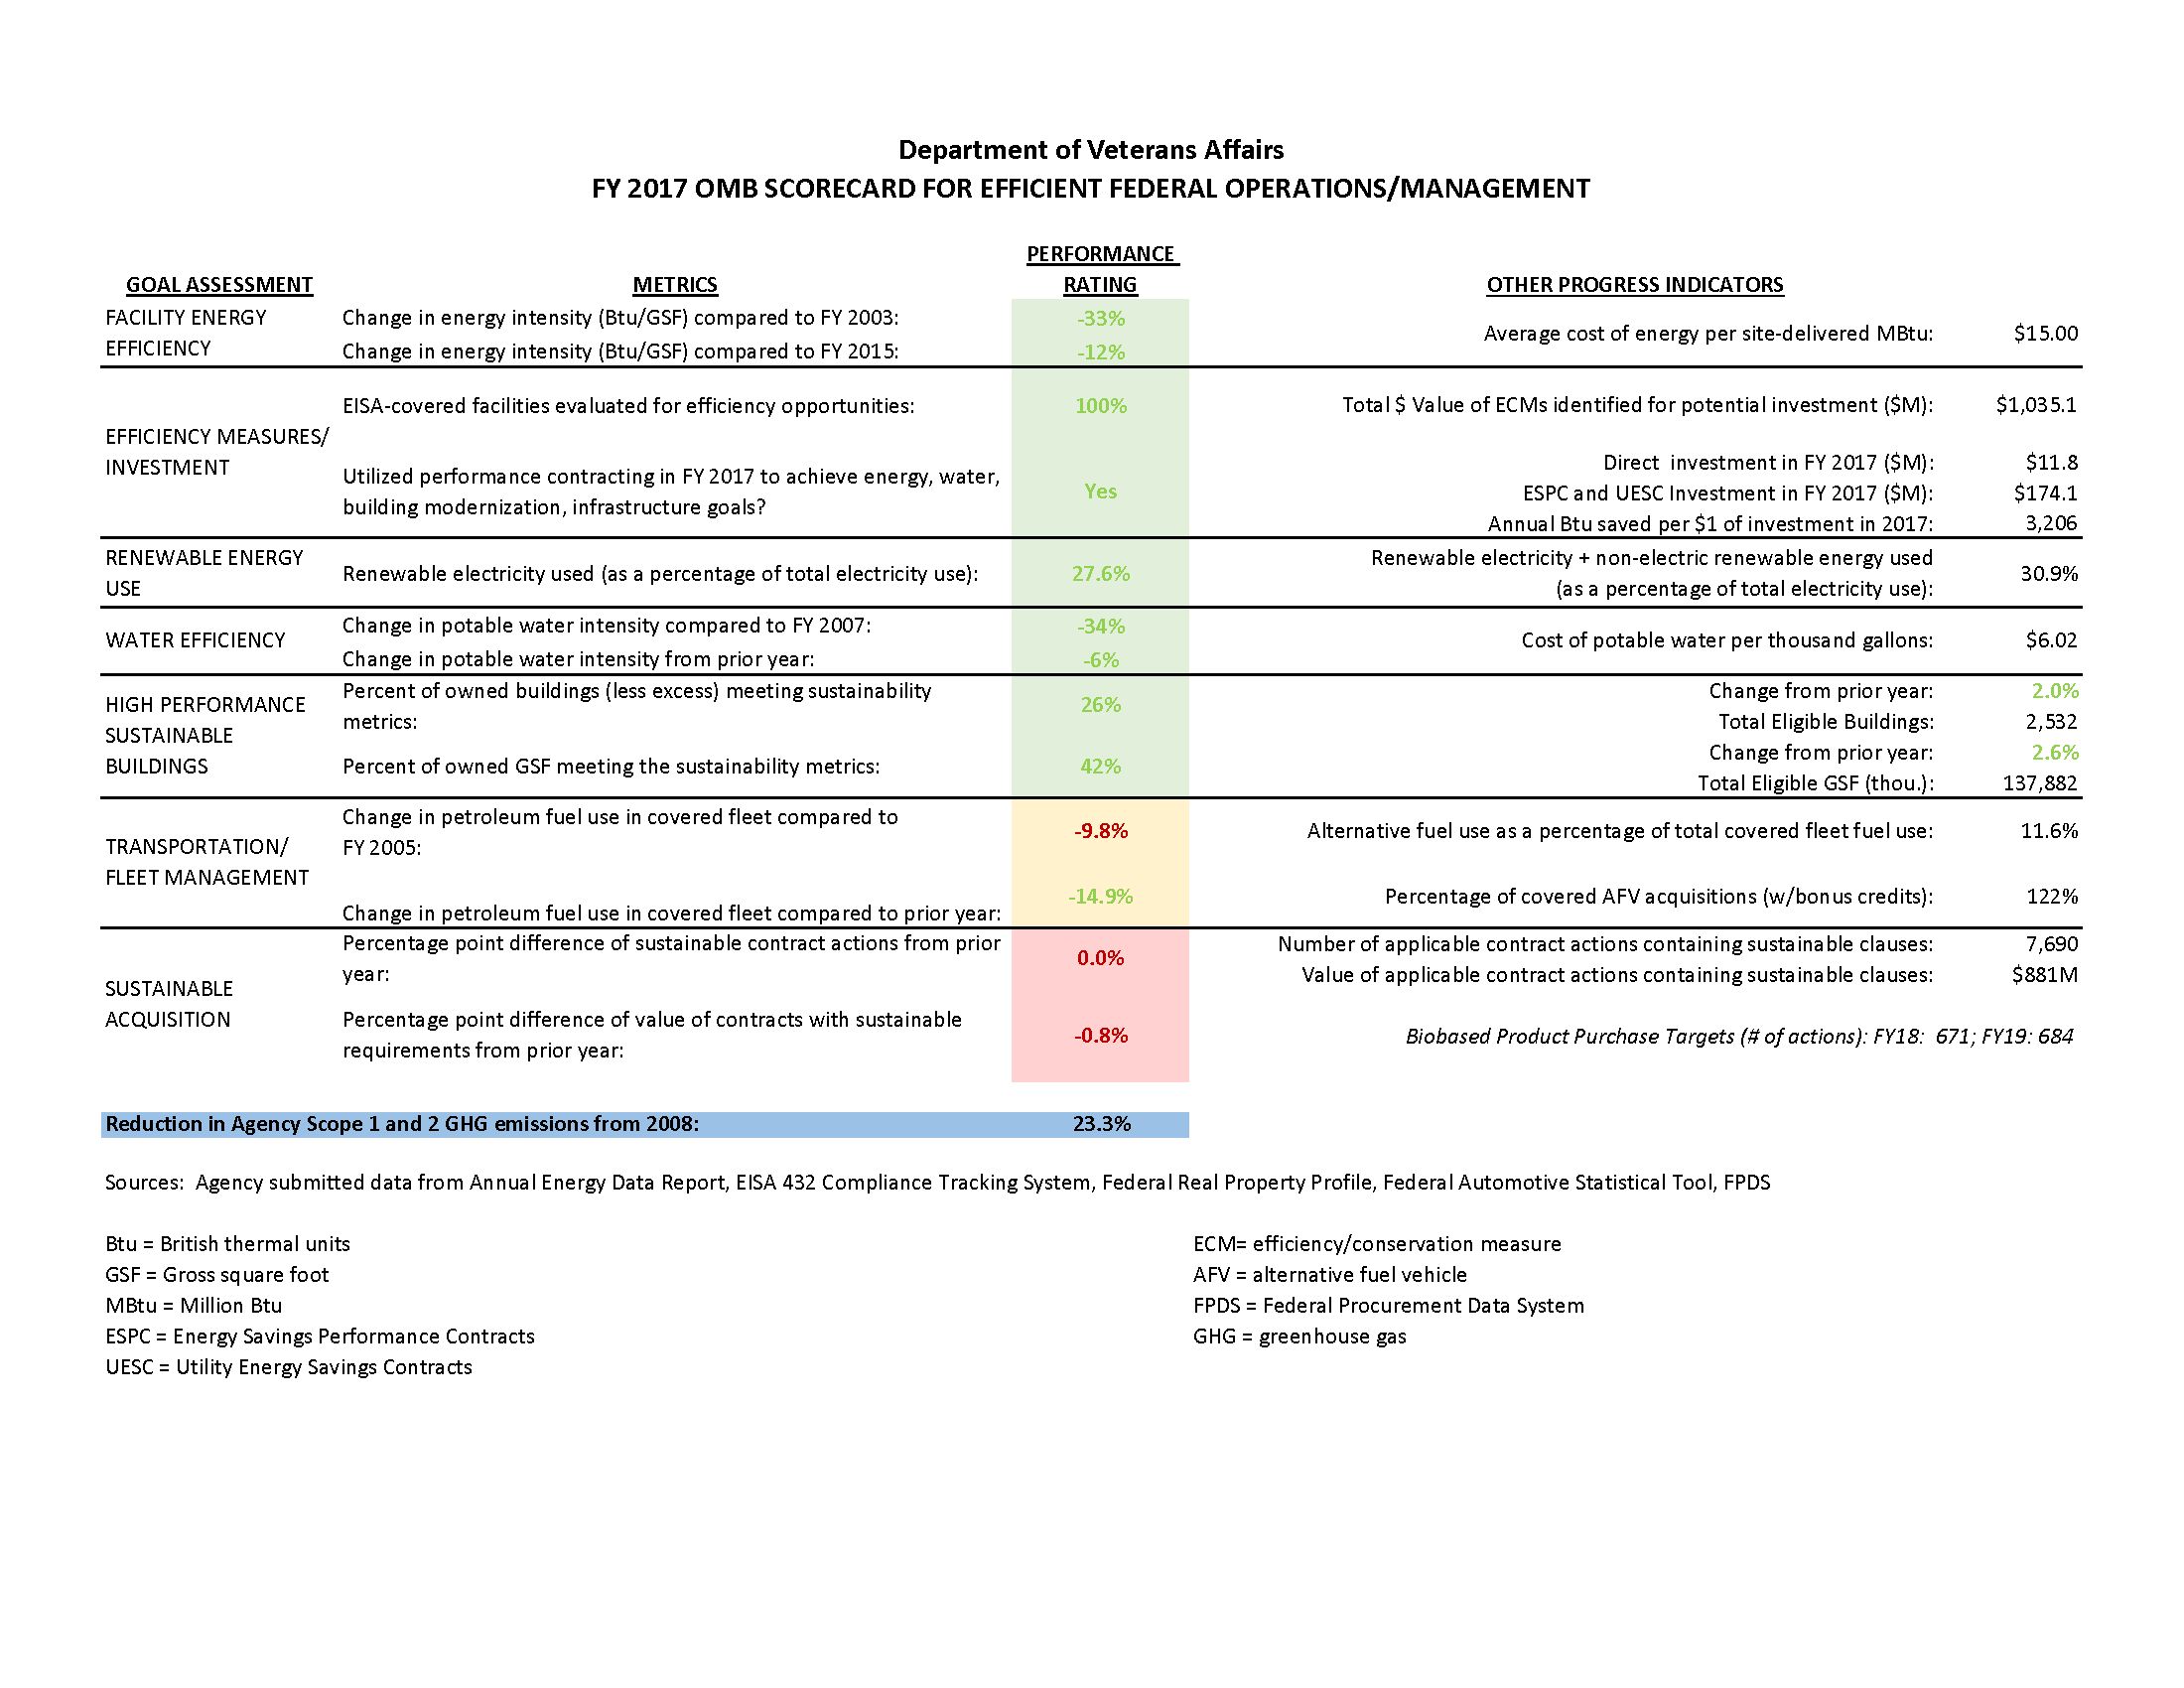 Department of Veterans Affairs
FY 2017 OMB SCORECARD FOR EFFICIENT FEDERAL OPERATIONS/MANAGEMENT
GOAL ASSESSMENT
METRICS
PERFORMANCE
RATING
OTHER PROGRESS INDICATORS
FACILITY ENERGY
EFFICIENCY
Change in energy intensity (Btu/GSF) compared to FY 2003:
-33%
Change in energy intensity (Btu/GSF) compared to FY 2015:
-12%
Average cost of energy per site-delivered MBtu:
$15.00
EFFICIENCY MEASURES/
INVESTMENT
EISA-covered facilities evaluated for efficiency opportunities:
100%
Total $ Value of ECMs identified for potential investment ($M):
$1,035.1
Utilized performance contracting in FY 2017 to achieve energy, water,
building modernization, infrastructure goals?
Yes
Direct  investment in FY 2017 ($M):
$11.8
ESPC and UESC Investment in FY 2017 ($M):
$174.1
Annual Btu saved per $1 of investment in 2017:
3,206
RENEWABLE ENERGY
USE
Renewable electricity used (as a percentage of total electricity use):
27.6%
Renewable electricity + non-electric renewable energy used
(as a percentage of total electricity use):
30.9%
WATER EFFICIENCY
Change in potable water intensity compared to FY 2007:
-34%
Change in potable water intensity from prior year:
-6%
Cost of potable water per thousand gallons:
$6.02
HIGH PERFORMANCE
SUSTAINABLE
BUILDINGS
Percent of owned buildings (less excess) meeting sustainability
metrics:
26%
Change from prior year:
2.0%
Total Eligible Buildings:
2,532
Percent of owned GSF meeting the sustainability metrics:
42%
Change from prior year:
2.6%
Total Eligible GSF (thou.):
137,882
TRANSPORTATION/
FLEET MANAGEMENT
Change in petroleum fuel use in covered fleet compared to
FY 2005:
-9.8%
Alternative fuel use as a percentage of total covered fleet fuel use:
11.6%
Change in petroleum fuel use in covered fleet compared to prior year:
-14.9%
Percentage of covered AFV acquisitions (w/bonus credits):
122%
SUSTAINABLE
ACQUISITION
Percentage point difference of sustainable contract actions from prior
year:
0.0%
Number of applicable contract actions containing sustainable clauses:
7,690
Value of applicable contract actions containing sustainable clauses:
$881M
Percentage point difference of value of contracts with sustainable
requirements from prior year:
-0.8%
Biobased Product Purchase Targets (# of actions): FY18:  671; FY19: 684
Reduction in Agency Scope 1 and 2 GHG emissions from 2008:
23.3%
Sources:  Agency submitted data from Annual Energy Data Report, EISA 432 Compliance Tracking System, Federal Real Property Profile, Federal Automotive Statistical Tool, FPDS
Btu = British thermal units
GSF = Gross square foot
MBtu = Million Btu
ESPC = Energy Savings Performance Contracts
UESC = Utility Energy Savings Contracts
ECM= efficiency/conservation measure
AFV = alternative fuel vehicle
FPDS = Federal Procurement Data System
GHG = greenhouse gas